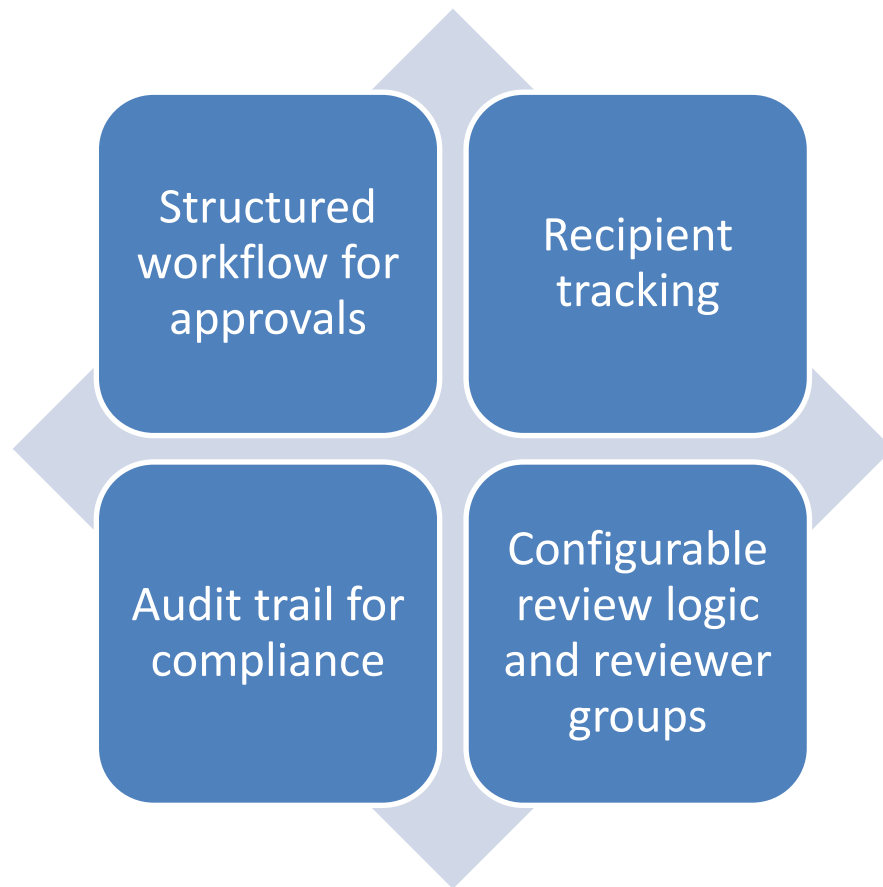 Structured
workflow for
approvals
Recipient
tracking
Audit trail for
compliance
Configurable
review logic
and reviewer
groups